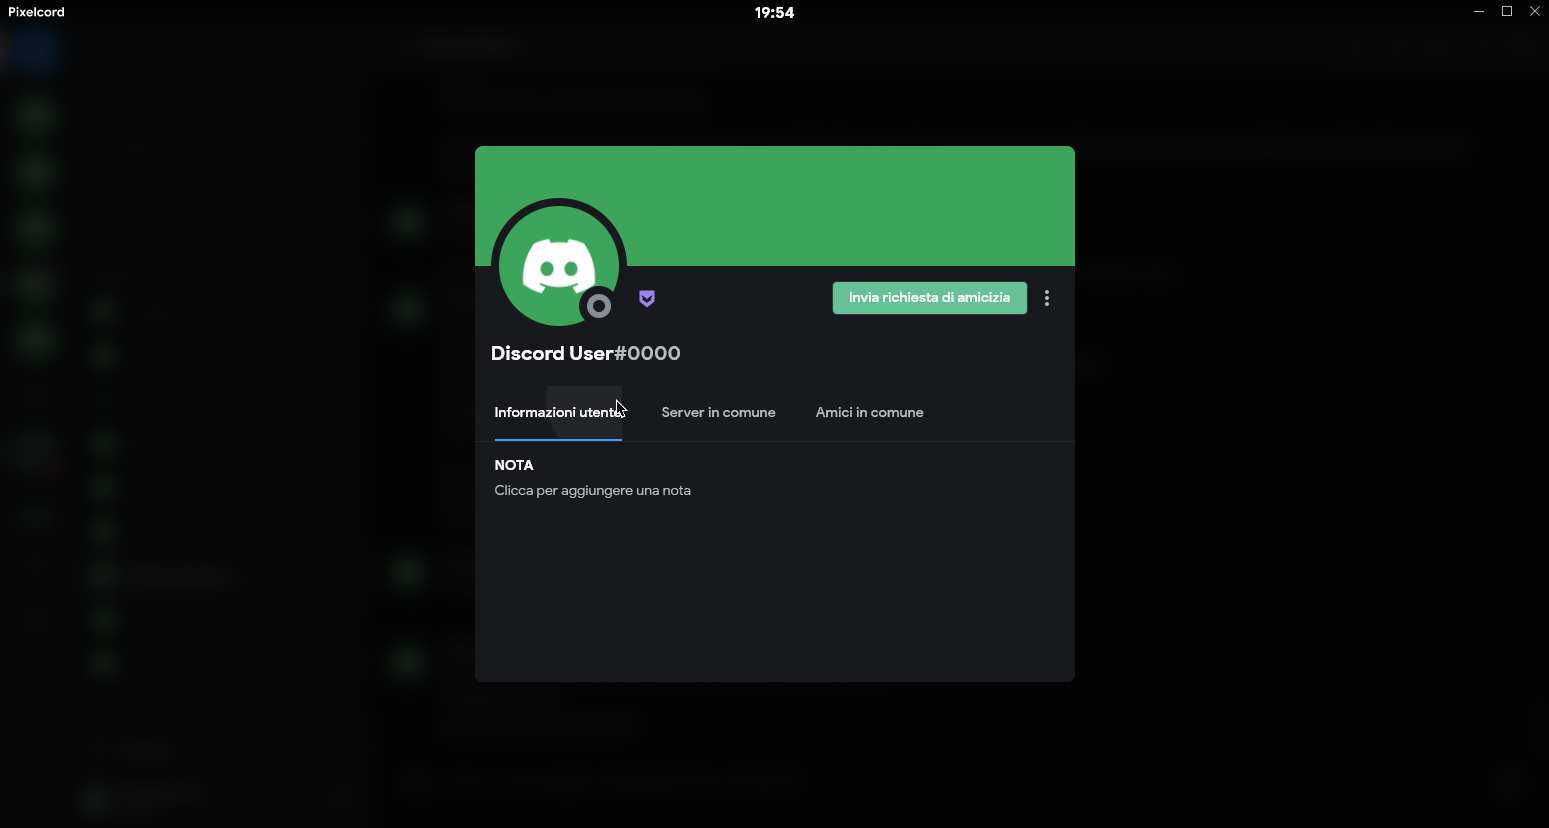 Pixelcord
19:54
Invia richiesta di amicizia
Discord User#0000
Informazioni utente
Server in comune
Amici in comune
NOTA
Clicca per aggiungere una nota